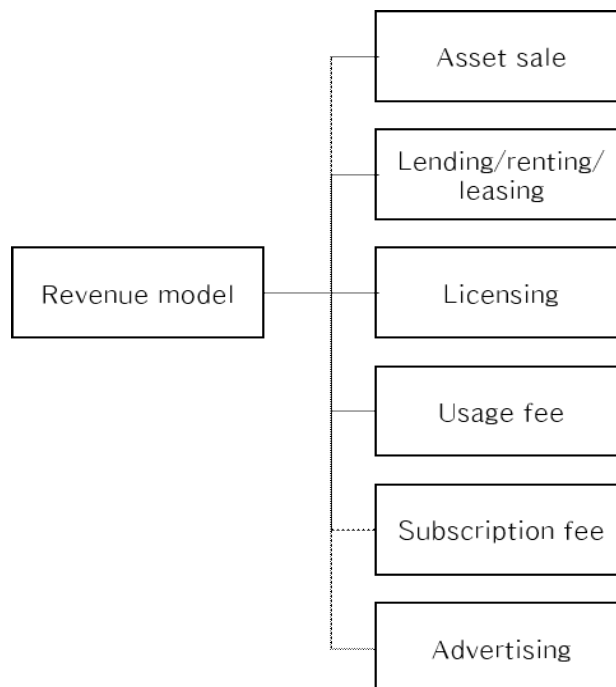 Asset sale
Lending/renting/
leasing
Revenue model
Licensing
Usage fee
Subscription fee
Advertising